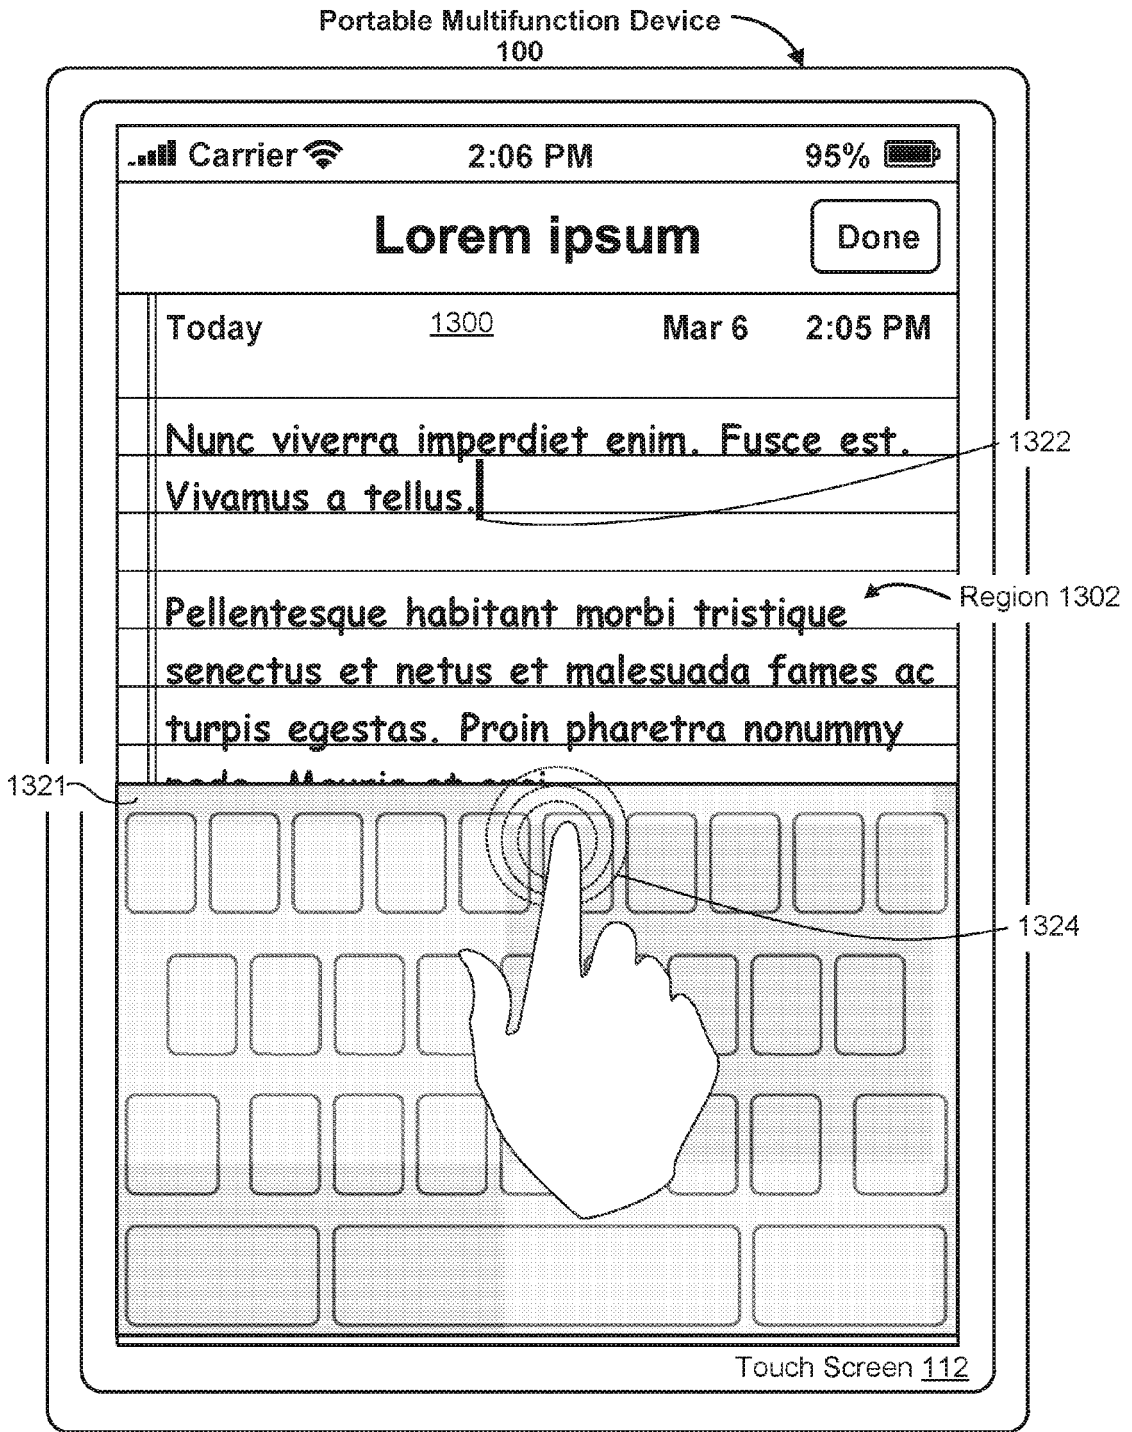 Portable Multifunction Device
100
Carrier 2:06 PM 95%
Lorem ipsum Done
Today 1300 Mar 6 2:05 PM
Nunc viverra imperdiet enim. Fusce est.
1322
Vivamus a tellus.
Region 1302
Pellentesque habitant morbi tristique
senectus et netus et malesuada fames ac
turpis egestas. Proin pharetra nonummy
1321
1324
Touch Screen 112